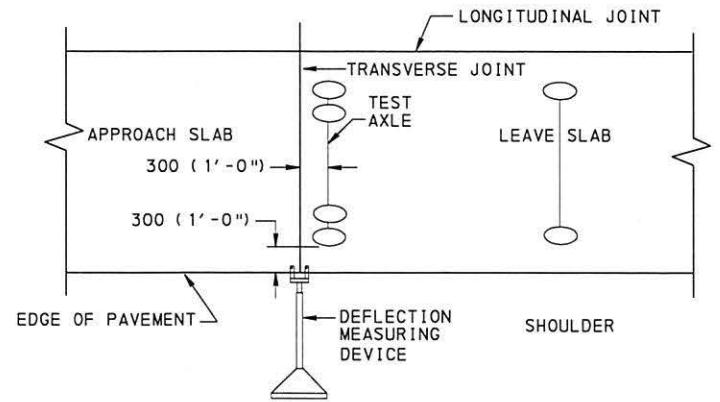 LONGITUDINAL JOINT
TRANSVERSE JOINT
TEST
AXLE
APPROACH SLAB
LEAVE SLAB
300 (1'-0")
300 (1'-0")
EDGE OF PAVEMENT
DEFLECTION
MEASURING
DEVICE
SHOULDER